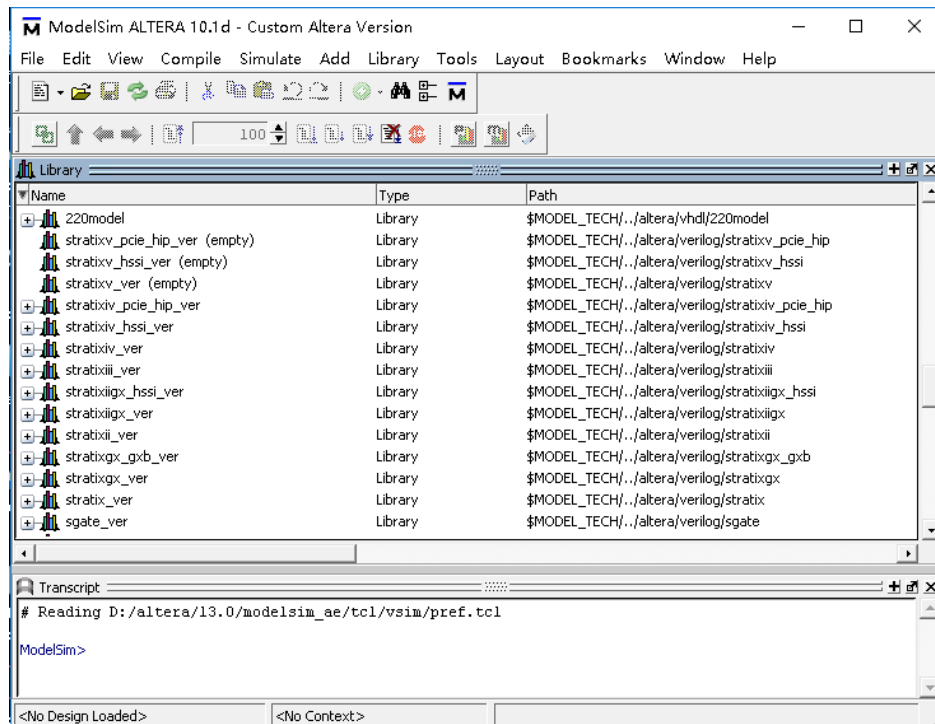 ModelSim ALTERA 10.1d - Custom Altera Version
File Edit View Compile Simulate Add Library Tools Layout Bookmarks Window Help
100
Library
Name Type Path
220model Library $MODEL_TECH/../altera/vhdl/220model
stratixv_pcie_hip_ver (empty) Library $MODEL_TECH/../altera/verilog/stratixv_pcie_hip
stratixv_hssi_ver (empty) Library $MODEL_TECH/../altera/verilog/stratixv_hssi
stratixv_ver (empty) Library $MODEL_TECH/../altera/verilog/stratixv
stratixiv_pcie_hip_ver Library $MODEL_TECH/../altera/verilog/stratixiv_pcie_hip
stratixiv_hssi_ver Library $MODEL_TECH/../altera/verilog/stratixiv_hssi
stratixiv_ver Library $MODEL_TECH/../altera/verilog/stratixiv
stratixiii_ver Library $MODEL_TECH/../altera/verilog/stratixiii
stratixiigx_hssi_ver Library $MODEL_TECH/../altera/verilog/stratixiigx_hssi
stratixiigx_ver Library $MODEL_TECH/../altera/verilog/stratixiigx
stratixii_ver Library $MODEL_TECH/../altera/verilog/stratixii
stratixgx_gxb_ver Library $MODEL_TECH/../altera/verilog/stratixgx_gxb
stratixgx_ver Library $MODEL_TECH/../altera/verilog/stratixgx
stratix_ver Library $MODEL_TECH/../altera/verilog/stratix
sgate_ver Library $MODEL_TECH/../altera/verilog/sgate
Transcript
# Reading D:/altera/13.0/modelsim_ae/tcl/vsim/pref.tcl
ModelSim>
<No Design Loaded> <No Context>